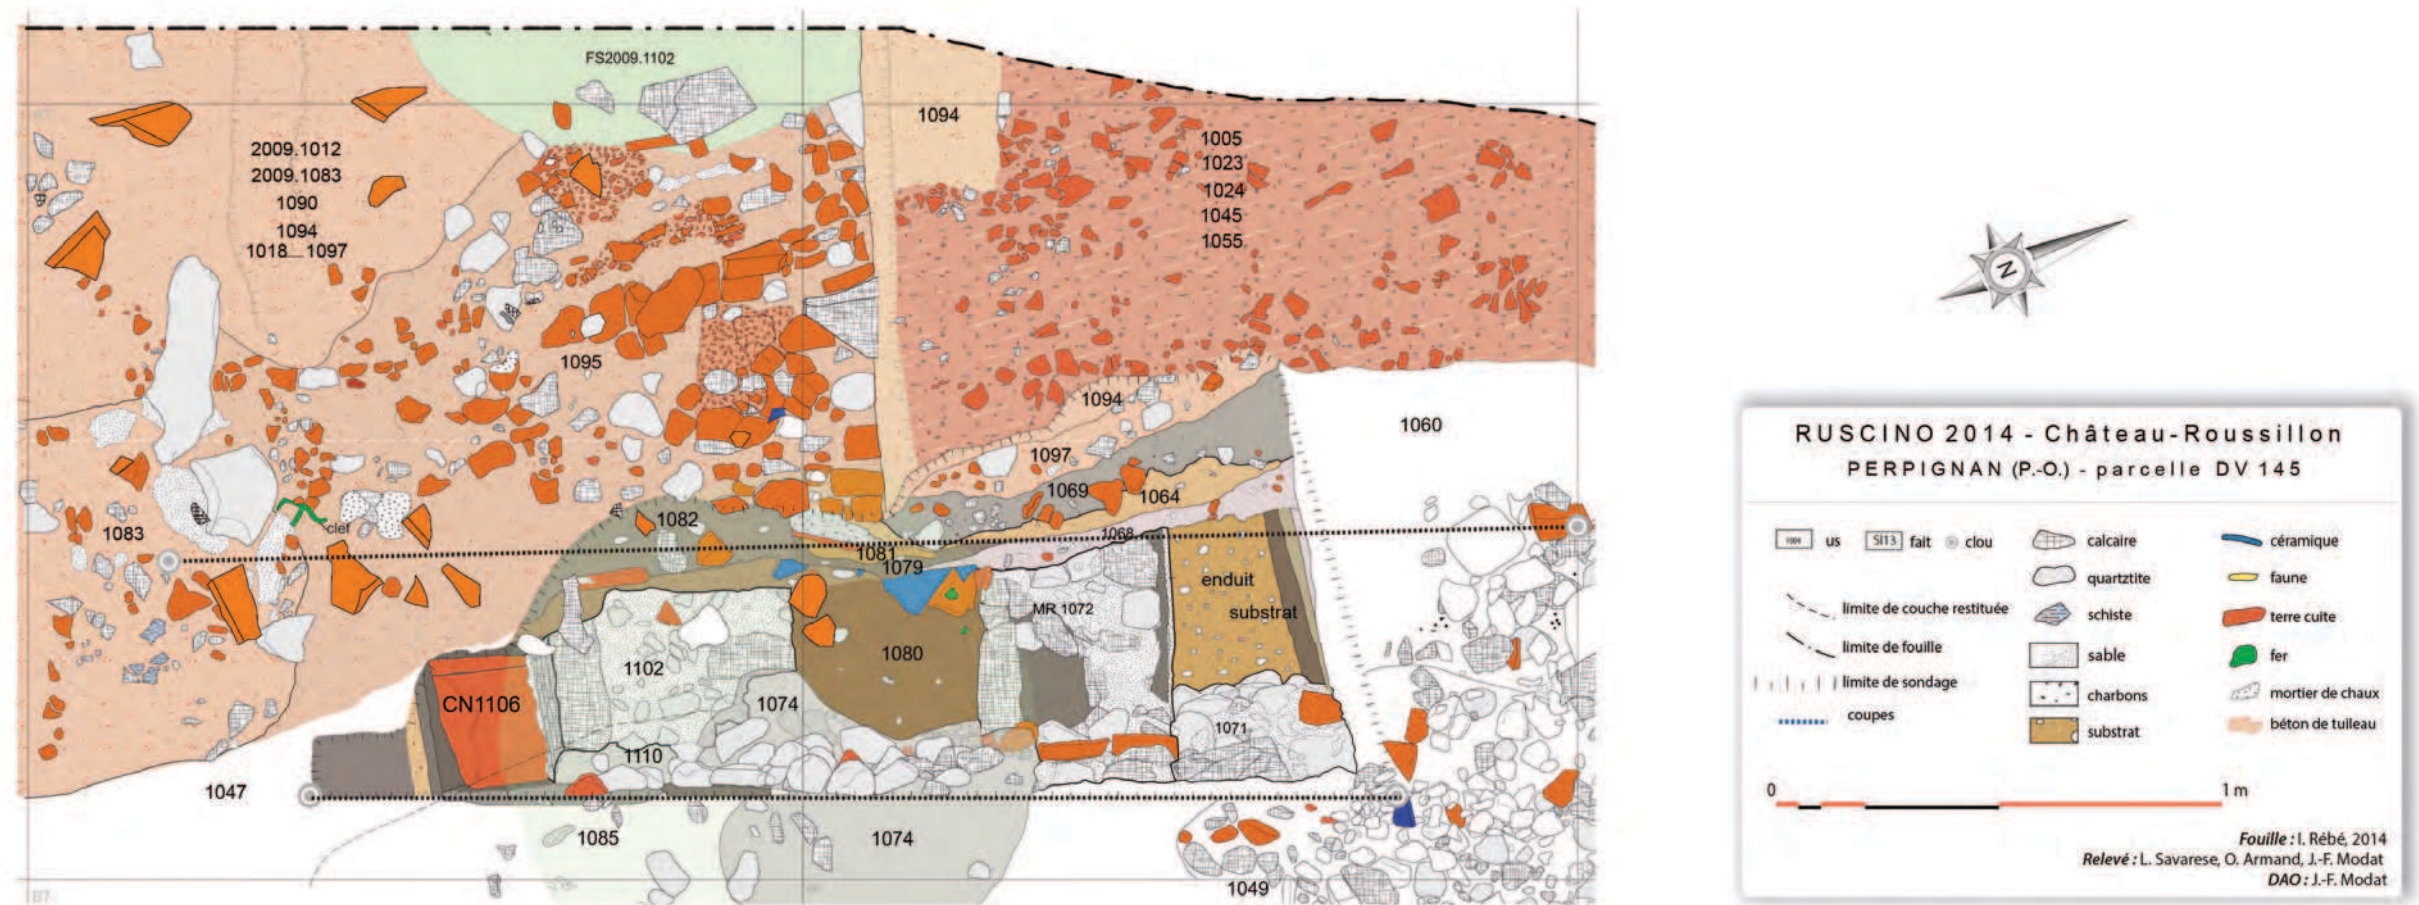 FS2009.1102
1094
2009.1012
2009.1083
1090
1094
1018 1097
1005
1023
1024
1045
1055
1095
1094
1060
1097
1069
1064
1083
clef
1082
1068
1081
1079
enduit
substrat
MR 1072
1080
1102
CN1106
1074
1071
1110
1047
1085
1074
1049
B7
N
RUSCINO 2014 - Château-Roussillon
PERPIGNAN (P.-O.) - parcelle DV 145
1004 us SI13 fait clou
limite de couche restituée
limite de fouille
limite de sondage
coupes
calcaire
quartztite
schiste
sable
charbons
substrat
céramique
faune
terre cuite
fer
mortier de chaux
béton de tuileau
0 1 m
Fouille : I. Rébé, 2014
Relevé : L. Savarese, O. Armand, J.-F. Modat
DAO : J.-F. Modat